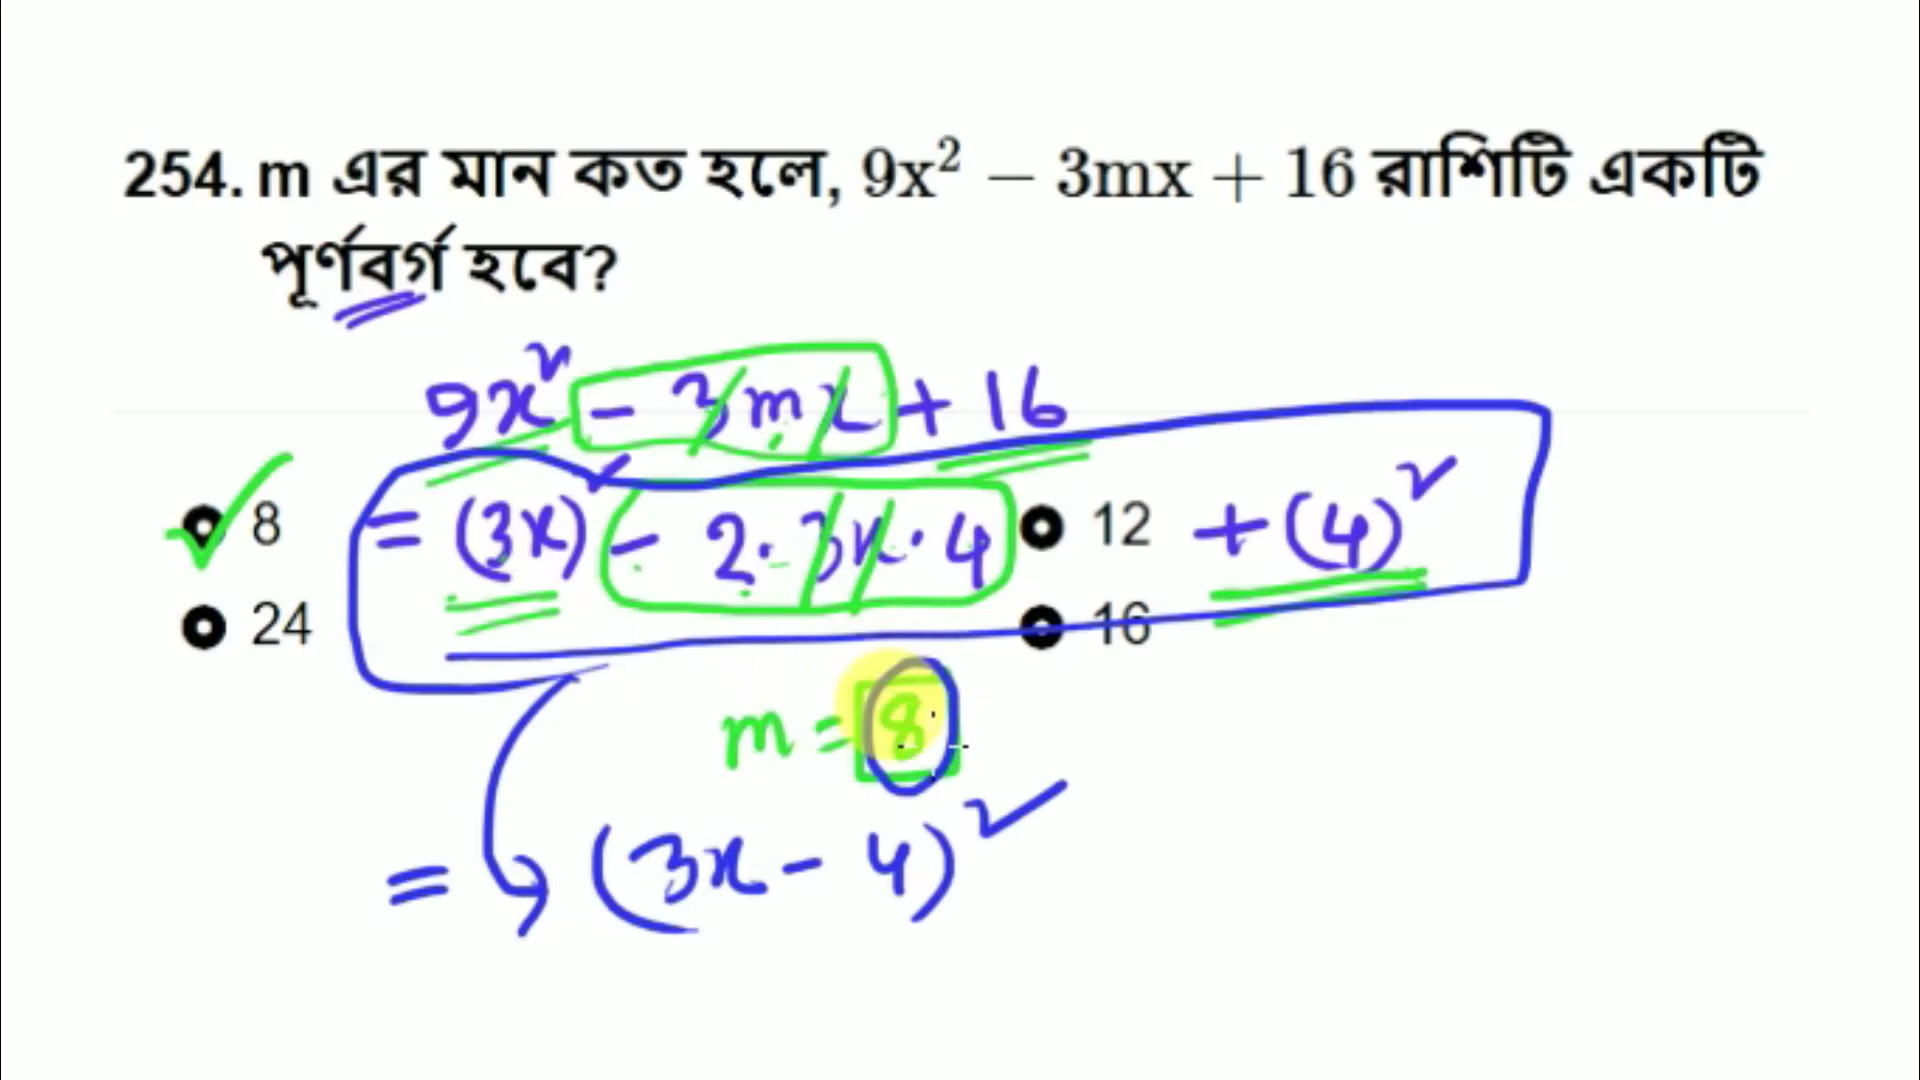 254. m এর মান কত হলে, 9x² − 3mx + 16 রাশিটি একটি
পূর্ণবর্গ হবে?
9x² - 3mx + 16
8
= (3x)² - 2·3x·4 + (4)²
12
24
16
m = 8
= (3x - 4)²